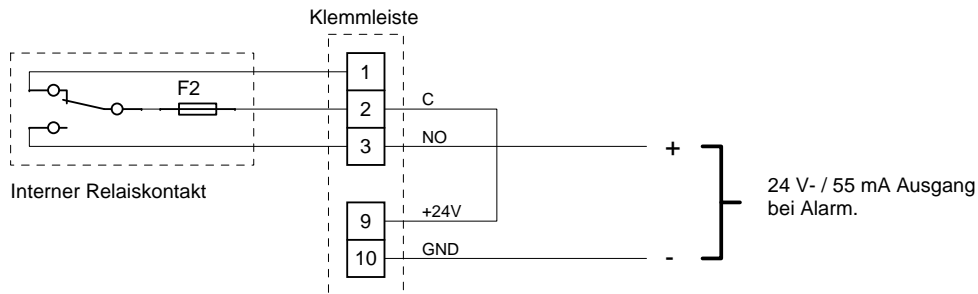 Klemmleiste
1
F2
2
C
3
NO
+
Interner Relaiskontakt
24 V- / 55 mA Ausgang
bei Alarm.
9
+24V
10
GND
-